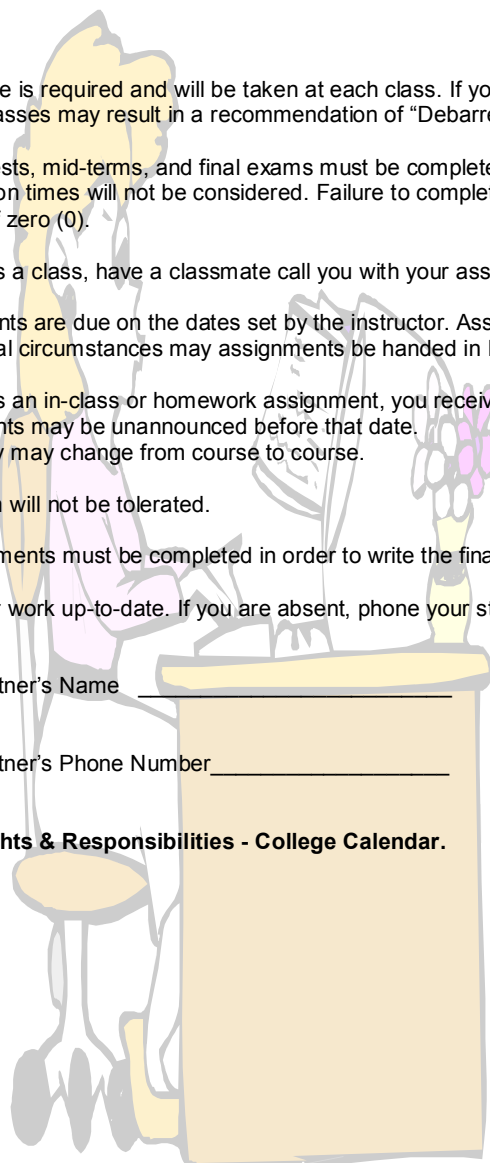 e is required and will be taken at each class. If yo
asses may result in a recommendation of “Debarre
ests, mid-terms, and final exams must be complete
on times will not be considered. Failure to complet
f zero (0).
s a class, have a classmate call you with your ass
nts are due on the dates set by the instructor. Ass
al circumstances may assignments be handed in l
s an in-class or homework assignment, you receiv
nts may be unannounced before that date.
y may change from course to course.
n will not be tolerated.
ments must be completed in order to write the fina
r work up-to-date. If you are absent, phone your st
tner’s Name __________________________
tner’s Phone Number____________________
hts & Responsibilities - College Calendar.